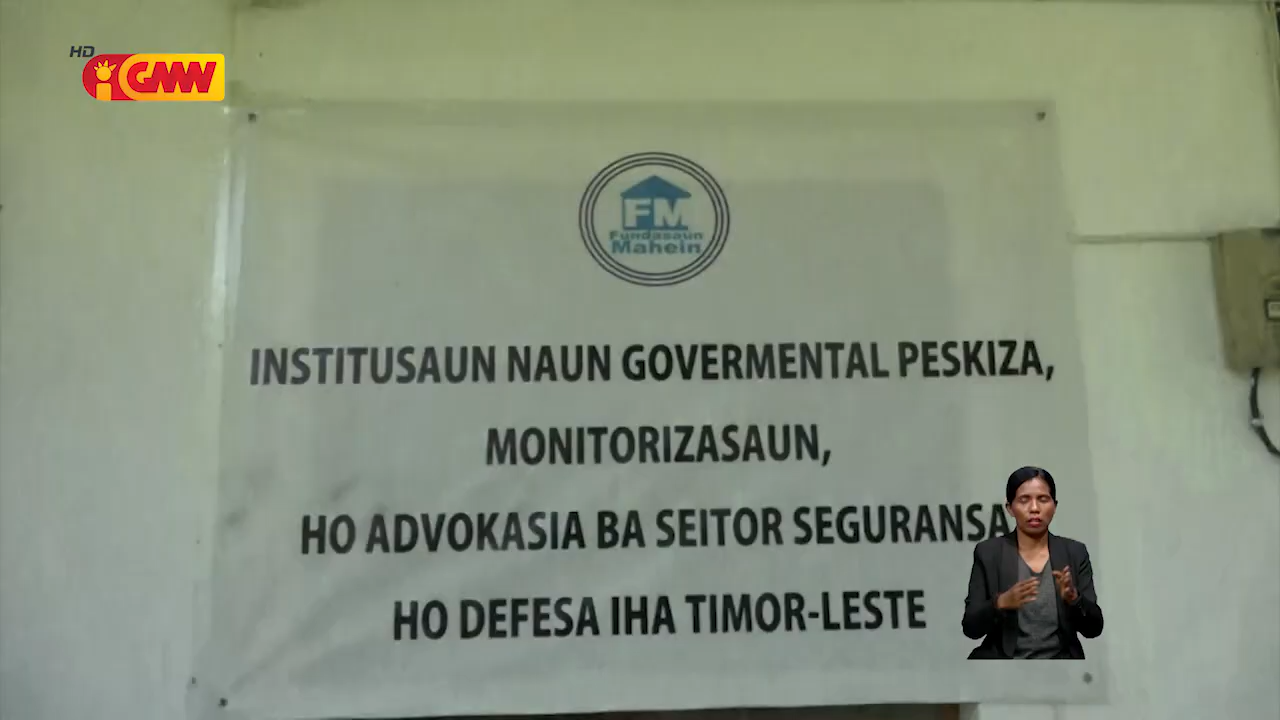 HD
GMN
FM
Fundasaun
Mahein
INSTITUSAUN NAUN GOVERMENTAL PESKIZA,
MONITORIZASAUN,
HO ADVOKASIA BA SEITOR SEGURANSA
HO DEFESA IHA TIMOR-LESTE